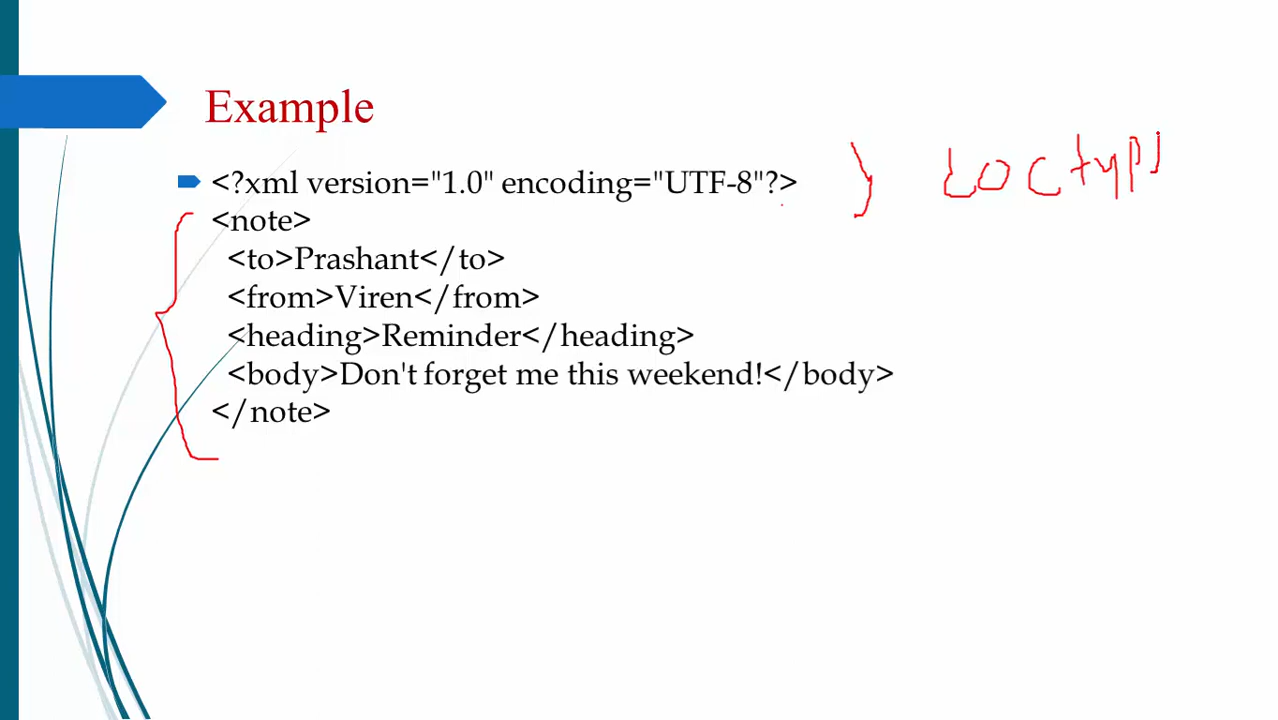 Example
<?xml version="1.0" encoding="UTF-8"?>
doctype
<note>
<to>Prashant</to>
<from>Viren</from>
<heading>Reminder</heading>
<body>Don't forget me this weekend!</body>
</note>